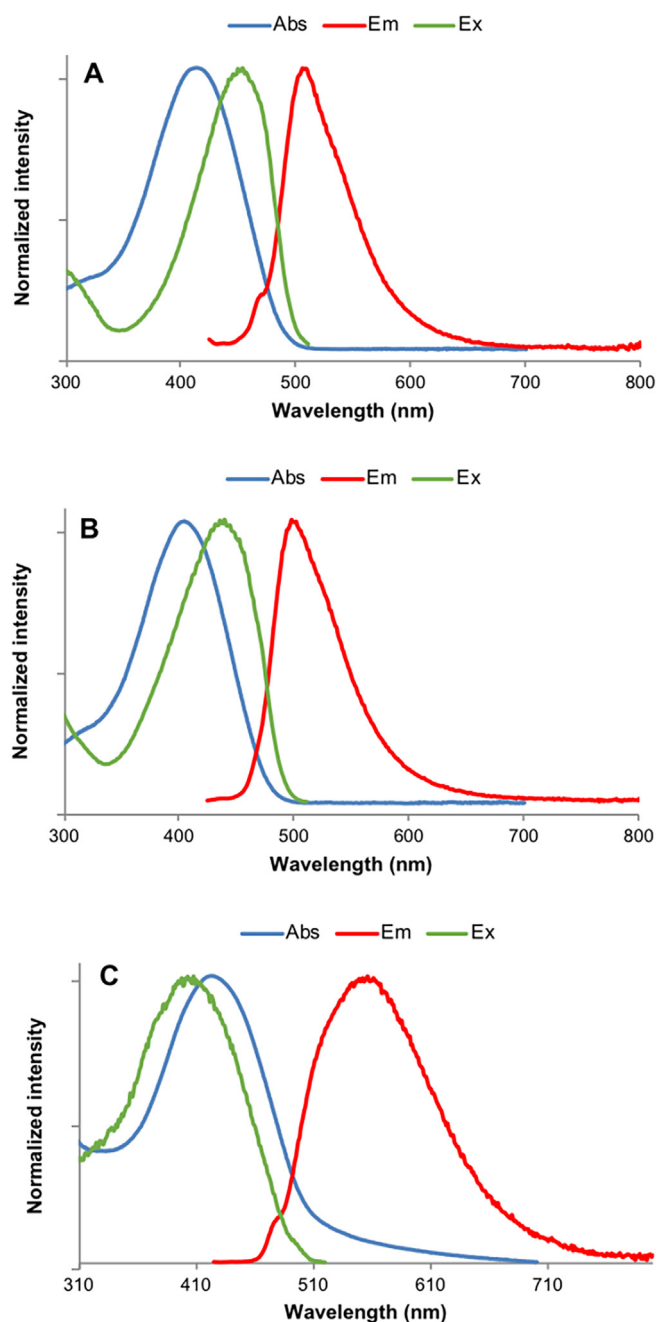 Abs Em Ex
A
Normalized intensity
300 400 500 600 700 800
Wavelength (nm)
Abs Em Ex
B
Normalized intensity
300 400 500 600 700 800
Wavelength (nm)
Abs Em Ex
C
Normalized intensity
310 410 510 610 710
Wavelength (nm)